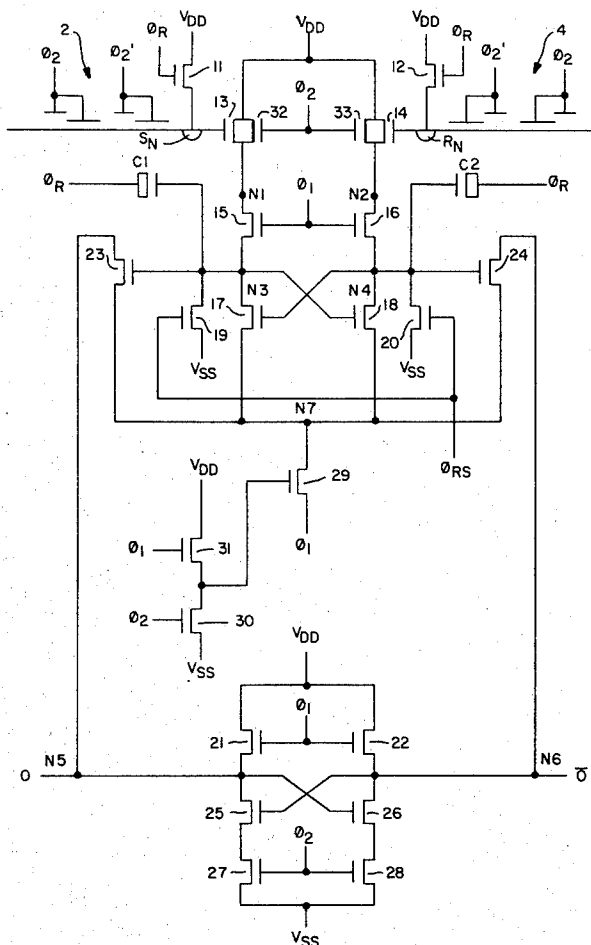 VDD VDD VDD
2 ØR ØR 4
Ø2 Ø2' 11 12 Ø2' Ø2
13 32 Ø2 33 14
SN RN
C1 C2
ØR N1 Ø1 N2 ØR
15 16
23 24
N3 N4
17 18
19 20
VSS VSS
N7
ØRS
VDD
29
Ø1 31 Ø1
Ø2 30
VSS VDD
Ø1
N5 21 22 N6
O O̅
25 26
Ø2
27 28
VSS